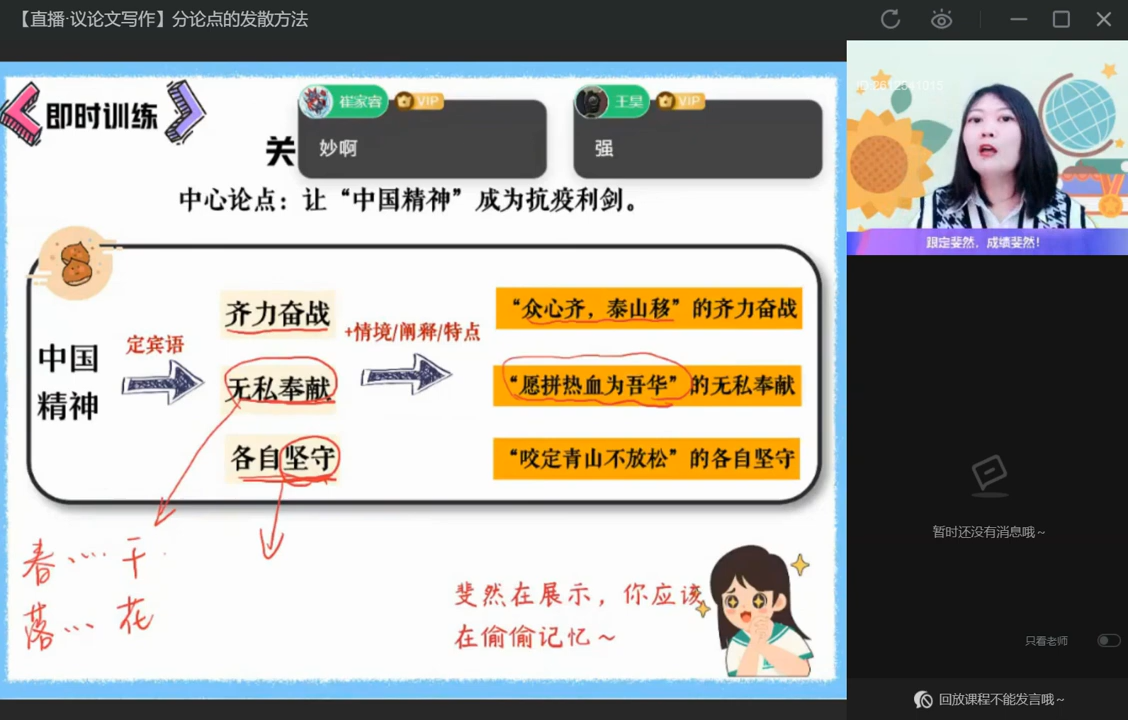 【直播·议论文写作】分论点的发散方法
即时训练
崔家睿 VIP
妙啊
王昊 VIP
强
关
中心论点：让“中国精神”成为抗疫利剑。
中国
精神
定宾语
齐力奋战
无私奉献
各自坚守
+情境/阐释/特点
“众心齐，泰山移”的齐力奋战
“愿拼热血为吾华”的无私奉献
“咬定青山不放松”的各自坚守
春……干
落……花
斐然在展示，你应该
在偷偷记忆～
跟定斐然，成绩斐然！
暂时还没有消息哦～
只看老师
回放课程不能发言哦～